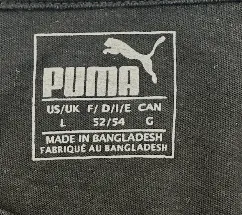 PUMA
US/UK F/D/I/E CAN
L 52/54 G
MADE IN BANGLADESH
FABRIQUÉ AU BANGLADESH